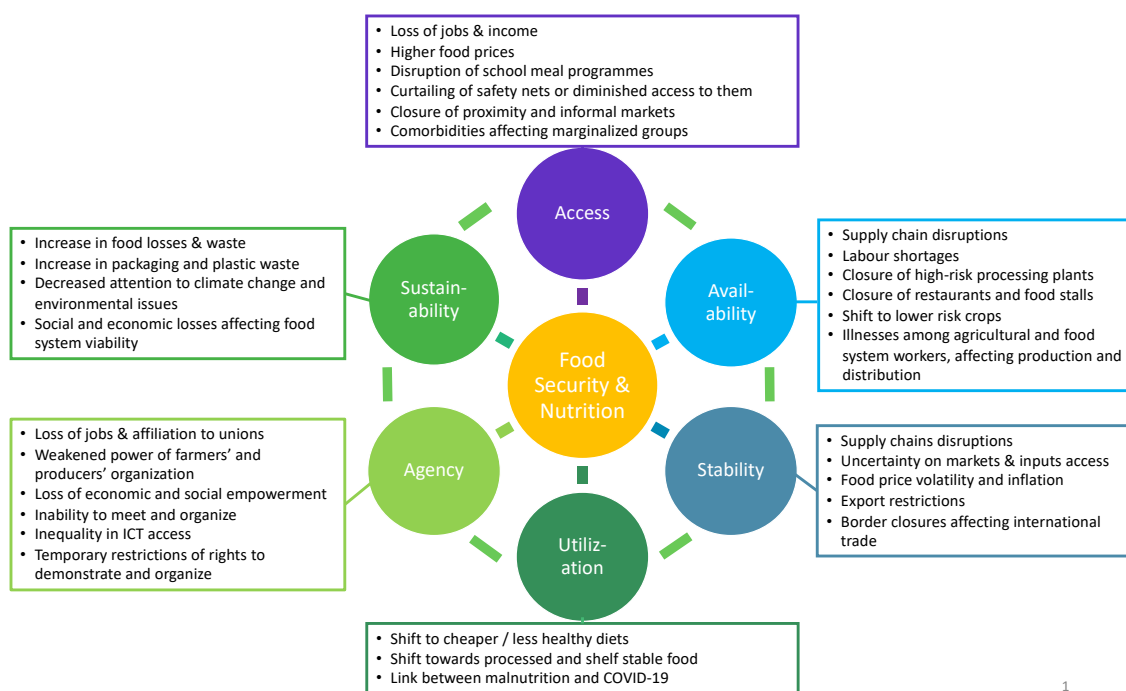 • Loss of jobs & income
• Higher food prices
• Disruption of school meal programmes
• Curtailing of safety nets or diminished access to them
• Closure of proximity and informal markets
• Comorbidities affecting marginalized groups
Access
• Increase in food losses & waste
• Increase in packaging and plastic waste
• Decreased attention to climate change and
environmental issues
• Social and economic losses affecting food
system viability
Sustain-
ability
Avail-
ability
• Supply chain disruptions
• Labour shortages
• Closure of high-risk processing plants
• Closure of restaurants and food stalls
• Shift to lower risk crops
• Illnesses among agricultural and food
system workers, affecting production and
distribution
Food
Security &
Nutrition
• Loss of jobs & affiliation to unions
• Weakened power of farmers’ and
producers’ organization
• Loss of economic and social empowerment
• Inability to meet and organize
• Inequality in ICT access
• Temporary restrictions of rights to
demonstrate and organize
Agency
Stability
• Supply chains disruptions
• Uncertainty on markets & inputs access
• Food price volatility and inflation
• Export restrictions
• Border closures affecting international
trade
Utiliz-
ation
• Shift to cheaper / less healthy diets
• Shift towards processed and shelf stable food
• Link between malnutrition and COVID-19
1